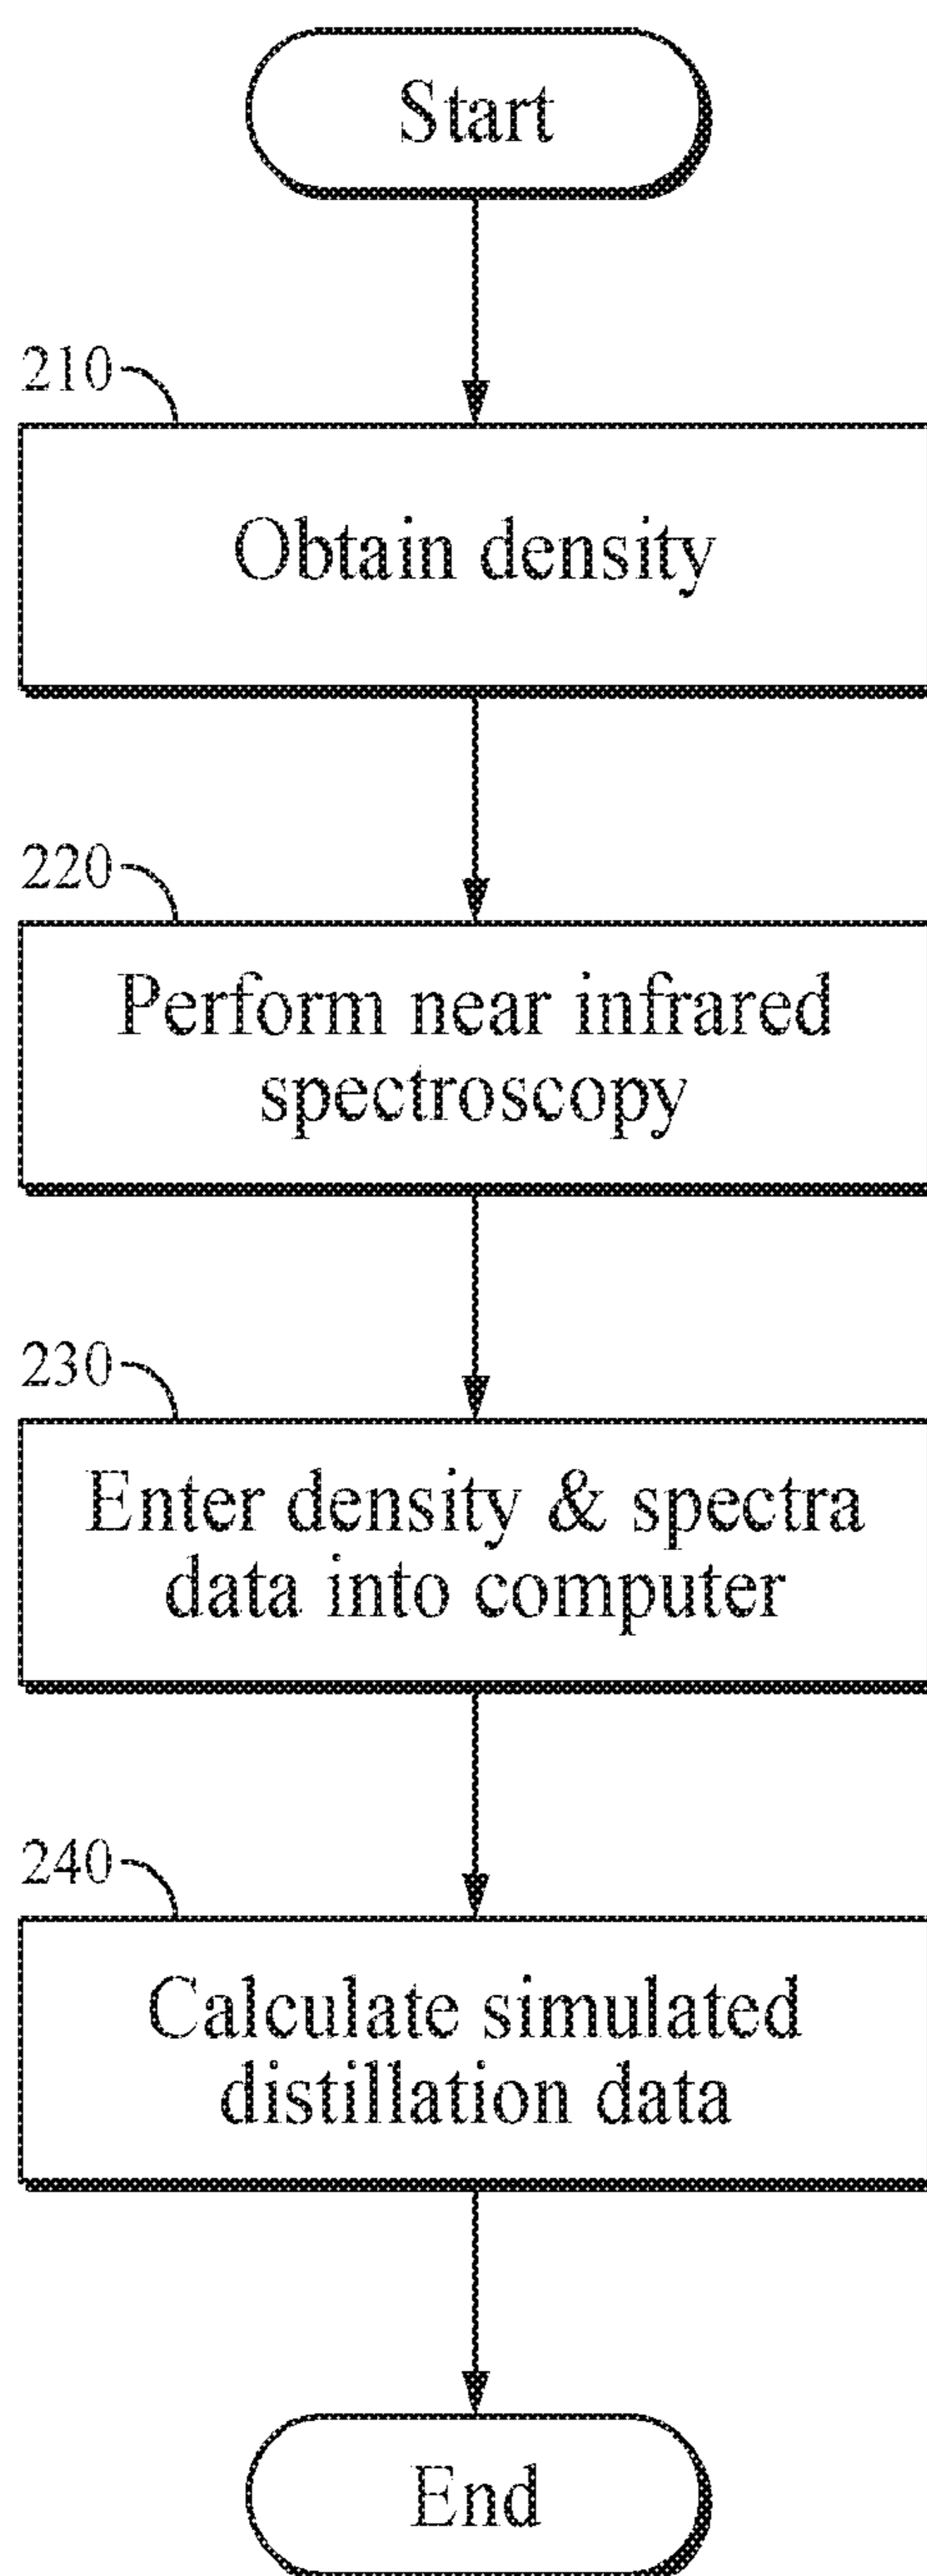 Start
210
Obtain density
220
Perform near infrared
spectroscopy
230
Enter density & spectra
data into computer
240
Calculate simulated
distillation data
End